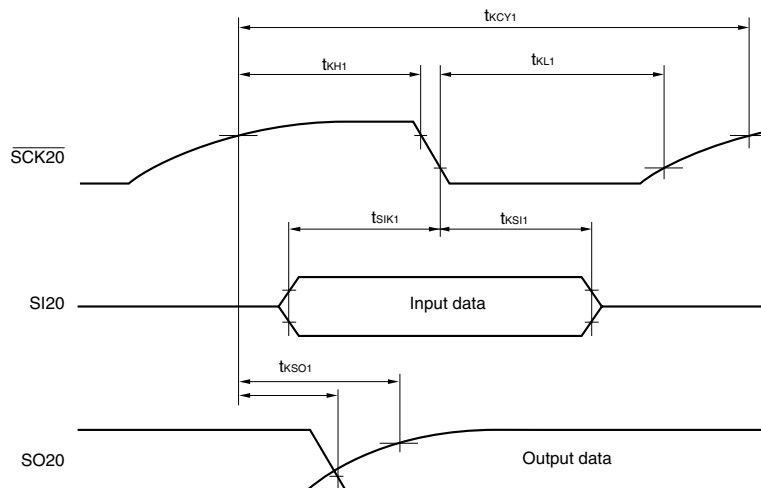 tKCY1
tKH1
tKL1
SCK20
tSIK1
tKSI1
SI20
Input data
tKSO1
SO20
Output data